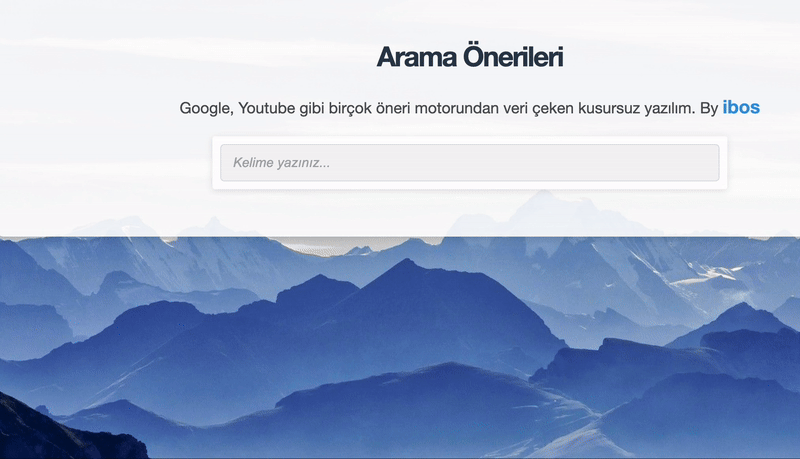 Arama Önerileri
Google, Youtube gibi birçok öneri motorundan veri çeken kusursuz yazılım. By ibos
Kelime yazınız...